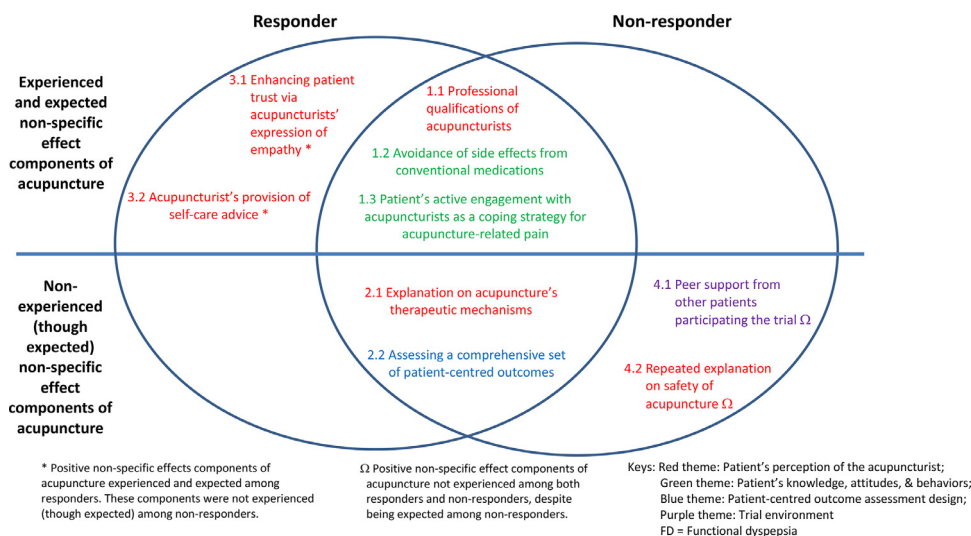 Responder
Non-responder
Experienced
and expected
non-specific
effect
components of
acupuncture
3.1 Enhancing patient
trust via
acupuncturists’
expression of
empathy *
3.2 Acupuncturist’s provision of
self-care advice *
1.1 Professional
qualifications of
acupuncturists
1.2 Avoidance of side effects from
conventional medications
1.3 Patient’s active engagement with
acupuncturists as a coping strategy for
acupuncture-related pain
Non-
experienced
(though
expected)
non-specific
effect
components of
acupuncture
2.1 Explanation on acupuncture’s
therapeutic mechanisms
2.2 Assessing a comprehensive set
of patient-centred outcomes
4.1 Peer support from
other patients
participating the trial Ω
4.2 Repeated explanation
on safety of
acupuncture Ω
* Positive non-specific effects components of
acupuncture experienced and expected among
responders. These components were not experienced
(though expected) among non-responders.
Ω Positive non-specific effect components of
acupuncture not experienced among both
responders and non-responders, despite
being expected among non-responders.
Keys: Red theme: Patient’s perception of the acupuncturist;
Green theme: Patient’s knowledge, attitudes, & behaviors;
Blue theme: Patient-centred outcome assessment design;
Purple theme: Trial environment
FD = Functional dyspepsia